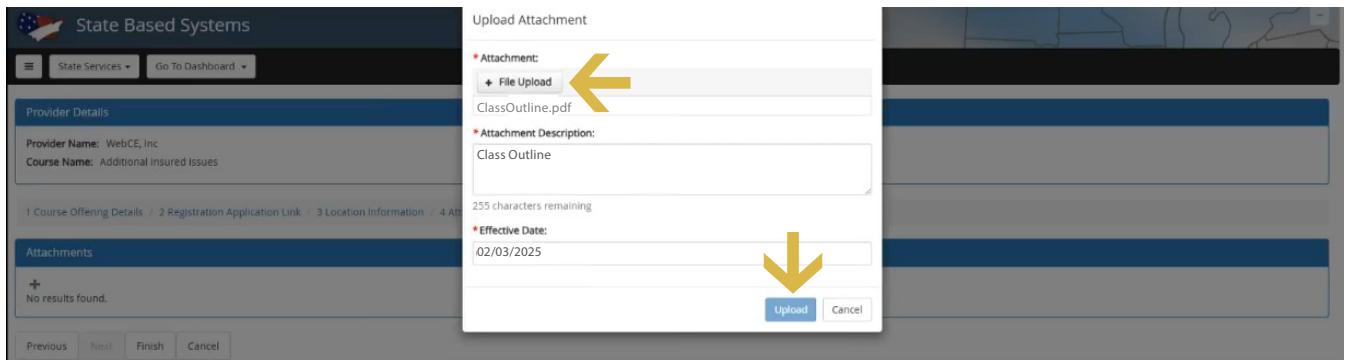 State Based Systems
State Services
Go To Dashboard
Provider Details
Provider Name: WebCE, Inc
Course Name: Additional Insured Issues
1 Course Offering Details / 2 Registration Application Link / 3 Location Information / 4 Att
Attachments
+
No results found.
Previous
Next
Finish
Cancel
Upload Attachment
* Attachment:
+ File Upload
ClassOutline.pdf
* Attachment Description:
Class Outline
255 characters remaining
* Effective Date:
02/03/2025
Upload
Cancel